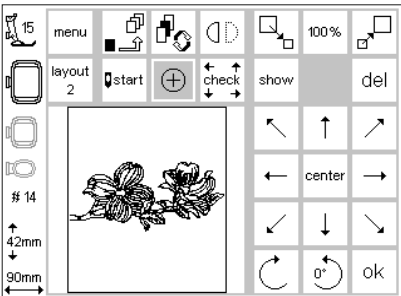 15
menu
100%
layout
2
start
check
show
del
center
# 14
42mm
90mm
0°
ok